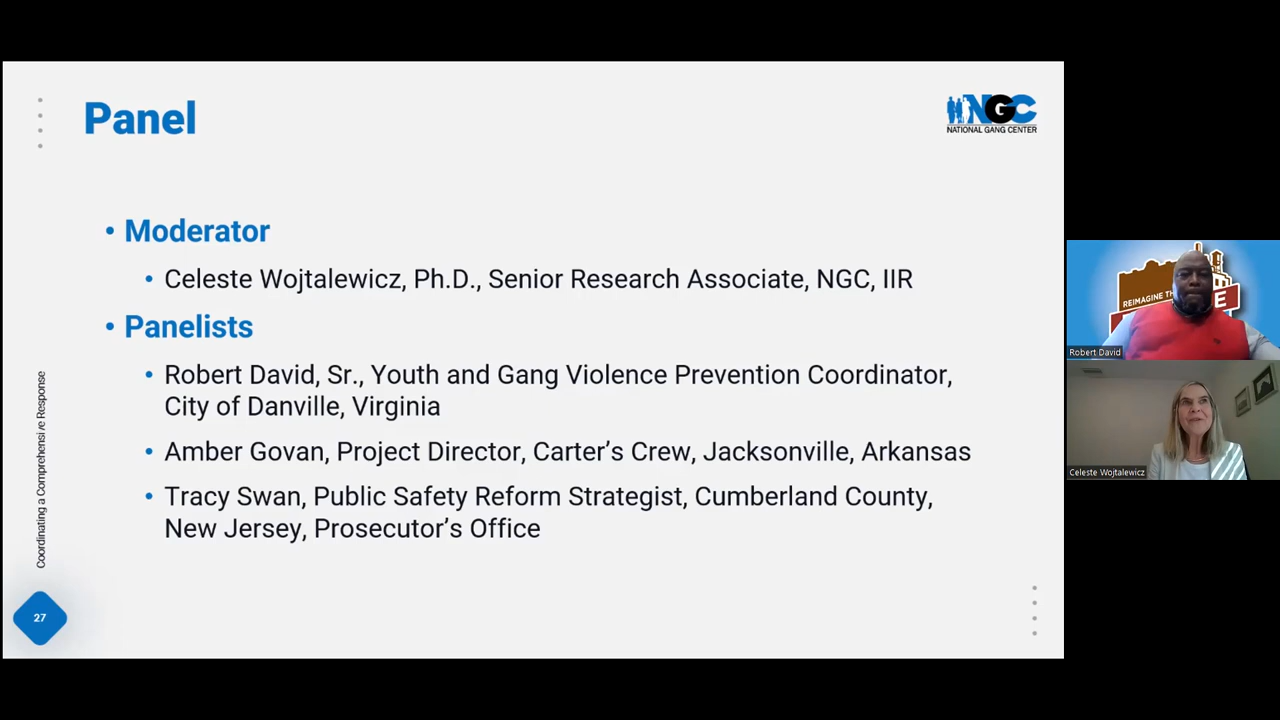 Panel
NGC
NATIONAL GANG CENTER
• Moderator
• Celeste Wojtalewicz, Ph.D., Senior Research Associate, NGC, IIR
• Panelists
• Robert David, Sr., Youth and Gang Violence Prevention Coordinator,
City of Danville, Virginia
• Amber Govan, Project Director, Carter’s Crew, Jacksonville, Arkansas
• Tracy Swan, Public Safety Reform Strategist, Cumberland County,
New Jersey, Prosecutor’s Office
Coordinating a Comprehensive Response
27
REIMAGINE
Robert David
Celeste Wojtalewicz